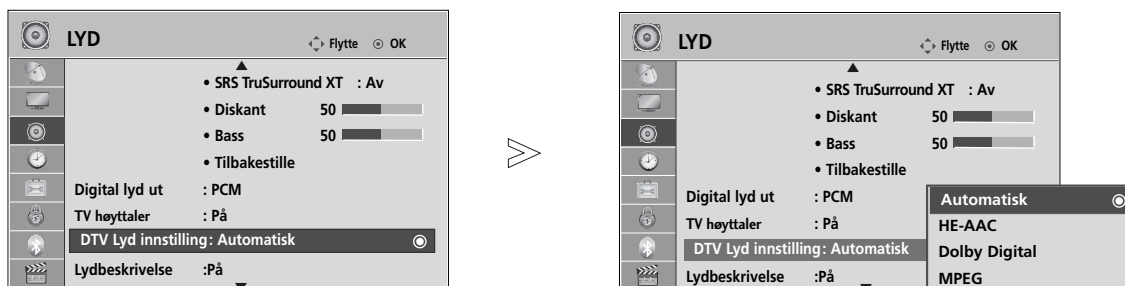 LYD
Flytte OK
• SRS TruSurround XT : Av
• Diskant 50
• Bass 50
• Tilbakestille
Digital lyd ut : PCM
TV høyttaler : På
DTV Lyd innstilling: Automatisk
Lydbeskrivelse :På
LYD
Flytte OK
• SRS TruSurround XT : Av
• Diskant 50
• Bass 50
• Tilbakestille
Digital lyd ut : PCM
TV høyttaler : På
DTV Lyd innstilling: Automatisk
Lydbeskrivelse :På
Automatisk
HE-AAC
Dolby Digital
MPEG